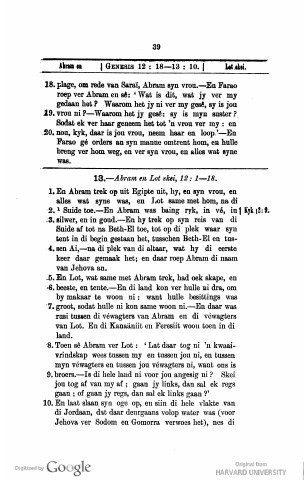 39
Abram en [ GENESIS 12 : 18—13 : 10. ] Lot skei.
18. plage, om rede van Sarai, Abram syn vrou.—En Farao
roep ver Abram en sê: ‘ Wat is dit, wat jy ver my
gedaan het ? Waarom het jy ni ver my gesê, sy is jou
19. vrou ni ?—Waarom het jy gesê: sy is myn suster ?
Sodat ek ver haar geneem het tot ’n vrou ver my : en
20. nou, kyk, daar is jou vrou, neem haar en loop.’—En
Farao gé orders an syn manne omtrent hom, en hulle
breng ver hom weg, en ver syn vrou, en alles wat syne
was.
13.—Abram en Lot skei, 12 : 1—18.
1. En Abram trek op uit Egipte uit, hy, en syn vrou, en
alles wat syne was, en Lot same met hom, na di
2. ¹ Suide toe.—En Abram was baing ryk, in vé, in
3. silwer, en in goud.—En hy trek op syn reis van di
Suide af tot na Beth-El toe, tot op di plek waar syn
tent in di begin gestaan het, tusschen Beth-El en tus-
4. sen Ai,—na di plek van di altaar, wat hy di eerste
keer daar gemaak het; en daar roep Abram di naam
van Jehova an.
5. En Lot, wat same met Abram trek, had oek skape, en
6. beeste, en tente.—En di land kon ver hulle ni dra, om
by makaar te woon ni : want hulle besittings was
7. groot, sodat hulle ni kon same woon ni.—En daar was
rusi tussen di véwagters van Abram en di véwagters
van Lot. En di Kansäniit en Feresiit woon toen in di
land.
8. Toen sê Abram ver Lot : ‘ Lat daar tog ni ’n kwai-
vrindskap wees tussen my en tussen jou ni, en tussen
myn véwagters en tussen jou véwagters ni, want ons is
9. broers.—Is di hele land ni voor jou angesig ni ? Skei
jou tog af van my af ; gaan jy links, dan sal ek regs
gaan ; of gaan jy regs, dan sal ek links gaan ?’
10. En Lot slaan syn oge op, en siin di hele vlakte van
di Jordaan, dat daar deurgaans volop water was (voor
Jehova ver Sodom en Gomorra verwoes het), nes di
Digitized by Google
Original from
HARVARD UNIVERSITY